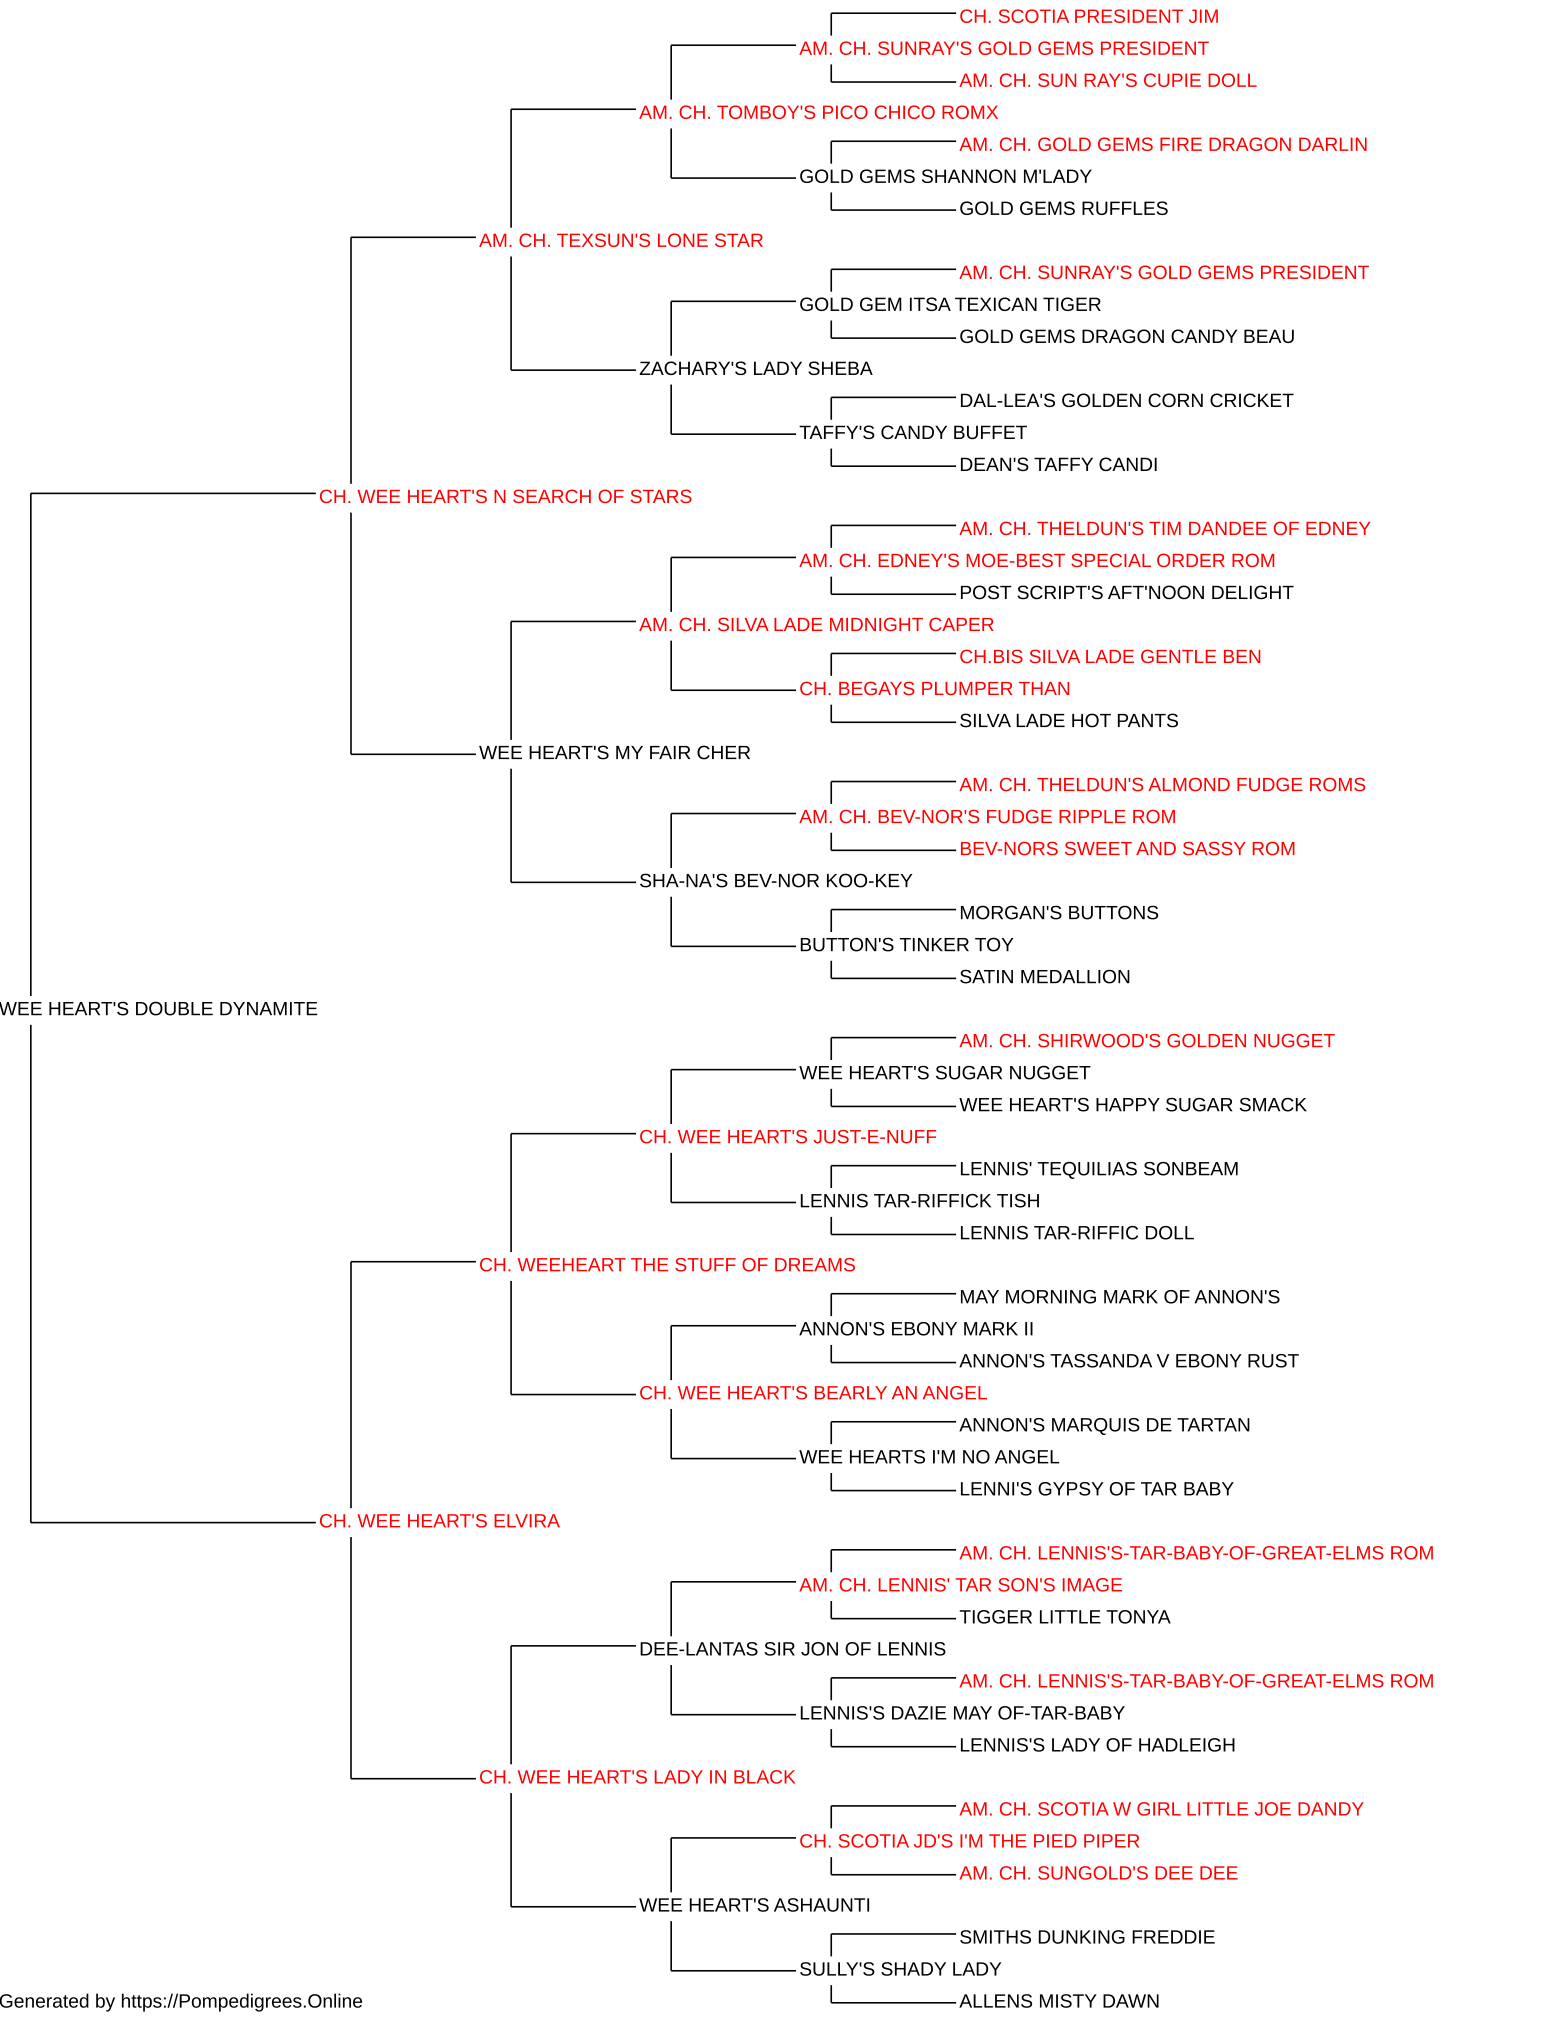 CH. SCOTIA PRESIDENT JIM
AM. CH. SUNRAY'S GOLD GEMS PRESIDENT
AM. CH. SUN RAY'S CUPIE DOLL
AM. CH. TOMBOY'S PICO CHICO ROMX
AM. CH. GOLD GEMS FIRE DRAGON DARLIN
GOLD GEMS SHANNON M'LADY
GOLD GEMS RUFFLES
AM. CH. TEXSUN'S LONE STAR
AM. CH. SUNRAY'S GOLD GEMS PRESIDENT
GOLD GEM ITSA TEXICAN TIGER
GOLD GEMS DRAGON CANDY BEAU
ZACHARY'S LADY SHEBA
DAL-LEA'S GOLDEN CORN CRICKET
TAFFY'S CANDY BUFFET
DEAN'S TAFFY CANDI
CH. WEE HEART'S N SEARCH OF STARS
AM. CH. THELDUN'S TIM DANDEE OF EDNEY
AM. CH. EDNEY'S MOE-BEST SPECIAL ORDER ROM
POST SCRIPT'S AFT'NOON DELIGHT
AM. CH. SILVA LADE MIDNIGHT CAPER
CH.BIS SILVA LADE GENTLE BEN
CH. BEGAYS PLUMPER THAN
SILVA LADE HOT PANTS
WEE HEART'S MY FAIR CHER
AM. CH. THELDUN'S ALMOND FUDGE ROMS
AM. CH. BEV-NOR'S FUDGE RIPPLE ROM
BEV-NORS SWEET AND SASSY ROM
SHA-NA'S BEV-NOR KOO-KEY
MORGAN'S BUTTONS
BUTTON'S TINKER TOY
SATIN MEDALLION
WEE HEART'S DOUBLE DYNAMITE
AM. CH. SHIRWOOD'S GOLDEN NUGGET
WEE HEART'S SUGAR NUGGET
WEE HEART'S HAPPY SUGAR SMACK
CH. WEE HEART'S JUST-E-NUFF
LENNIS' TEQUILIAS SONBEAM
LENNIS TAR-RIFFICK TISH
LENNIS TAR-RIFFIC DOLL
CH. WEEHEART THE STUFF OF DREAMS
MAY MORNING MARK OF ANNON'S
ANNON'S EBONY MARK II
ANNON'S TASSANDA V EBONY RUST
CH. WEE HEART'S BEARLY AN ANGEL
ANNON'S MARQUIS DE TARTAN
WEE HEARTS I'M NO ANGEL
LENNI'S GYPSY OF TAR BABY
CH. WEE HEART'S ELVIRA
AM. CH. LENNIS'S-TAR-BABY-OF-GREAT-ELMS ROM
AM. CH. LENNIS' TAR SON'S IMAGE
TIGGER LITTLE TONYA
DEE-LANTAS SIR JON OF LENNIS
AM. CH. LENNIS'S-TAR-BABY-OF-GREAT-ELMS ROM
LENNIS'S DAZIE MAY OF-TAR-BABY
LENNIS'S LADY OF HADLEIGH
CH. WEE HEART'S LADY IN BLACK
AM. CH. SCOTIA W GIRL LITTLE JOE DANDY
CH. SCOTIA JD'S I'M THE PIED PIPER
AM. CH. SUNGOLD'S DEE DEE
WEE HEART'S ASHAUNTI
SMITHS DUNKING FREDDIE
SULLY'S SHADY LADY
ALLENS MISTY DAWN
Generated by https://Pompedigrees.Online